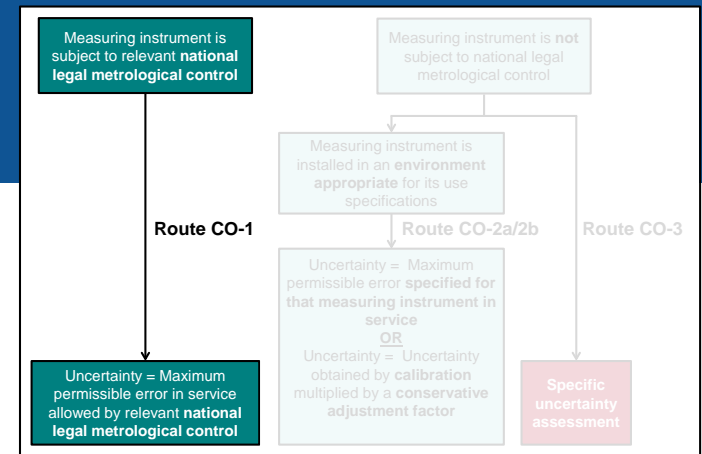 Measuring instrument is
subject to relevant national
legal metrological control
Measuring instrument is not
subject to national legal
metrological control
Measuring instrument is
installed in an environment
appropriate for its use
specifications
Route CO-1
Route CO-2a/2b
Route CO-3
Uncertainty = Maximum
permissible error specified for
that measuring instrument in
service
OR
Uncertainty = Uncertainty
obtained by calibration
multiplied by a conservative
adjustment factor
Uncertainty = Maximum
permissible error in service
allowed by relevant national
legal metrological control
Specific
uncertainty
assessment